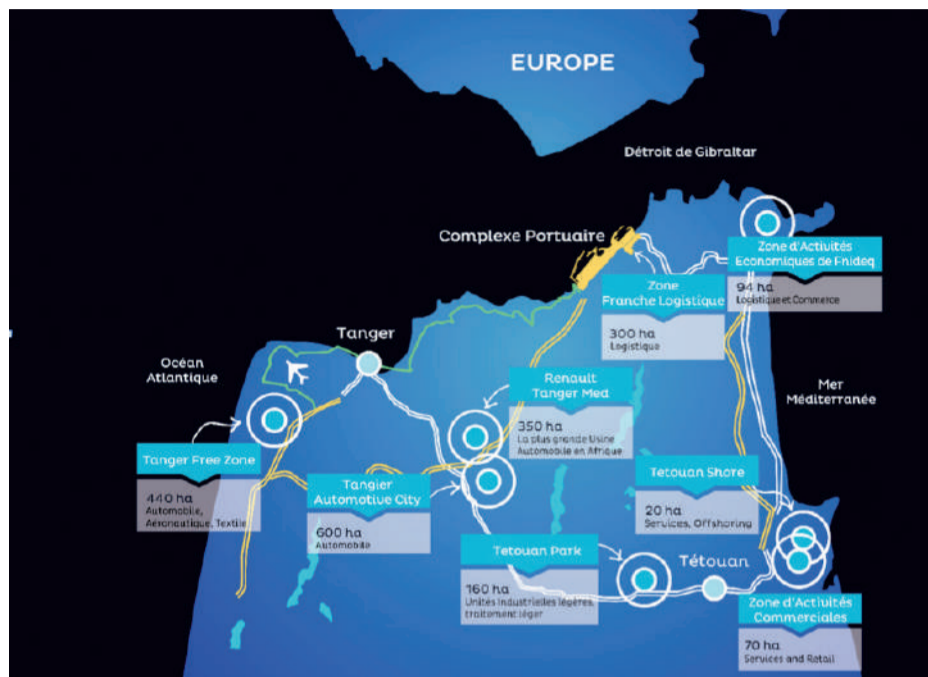 EUROPE
Détroit de Gibraltar
Complexe Portuaire
Zone d'Activités
Economiques de Fnideq
94 ha
Logistique et Commerce
Zone
Franche Logistique
300 ha
Logistique
Tanger
Océan
Atlantique
Mer
Méditerranée
Renault
Tanger Med
350 ha
La plus grande Usine
Automobile en Afrique
Tanger Free Zone
440 ha
Automobile,
Aéronautique, Textile
Tangier
Automotive City
600 ha
Automobile
Tetouan Shore
20 ha
Services, Offshoring
Tetouan Park
160 ha
Unités industrielles légères,
traitement léger
Tétouan
Zone d'Activités
Commerciales
70 ha
Services and Retail